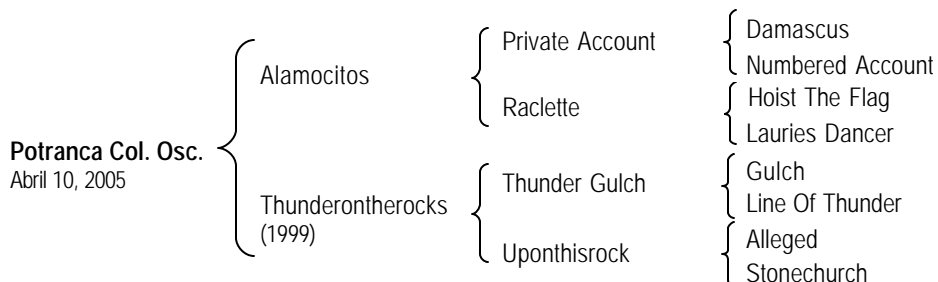 Potranca Col. Osc.
Abril 10, 2005
Alamocitos
Thunderontherocks
(1999)
Private Account
Raclette
Thunder Gulch
Uponthisrock
Damascus
Numbered Account
Hoist The Flag
Lauries Dancer
Gulch
Line Of Thunder
Alleged
Stonechurch